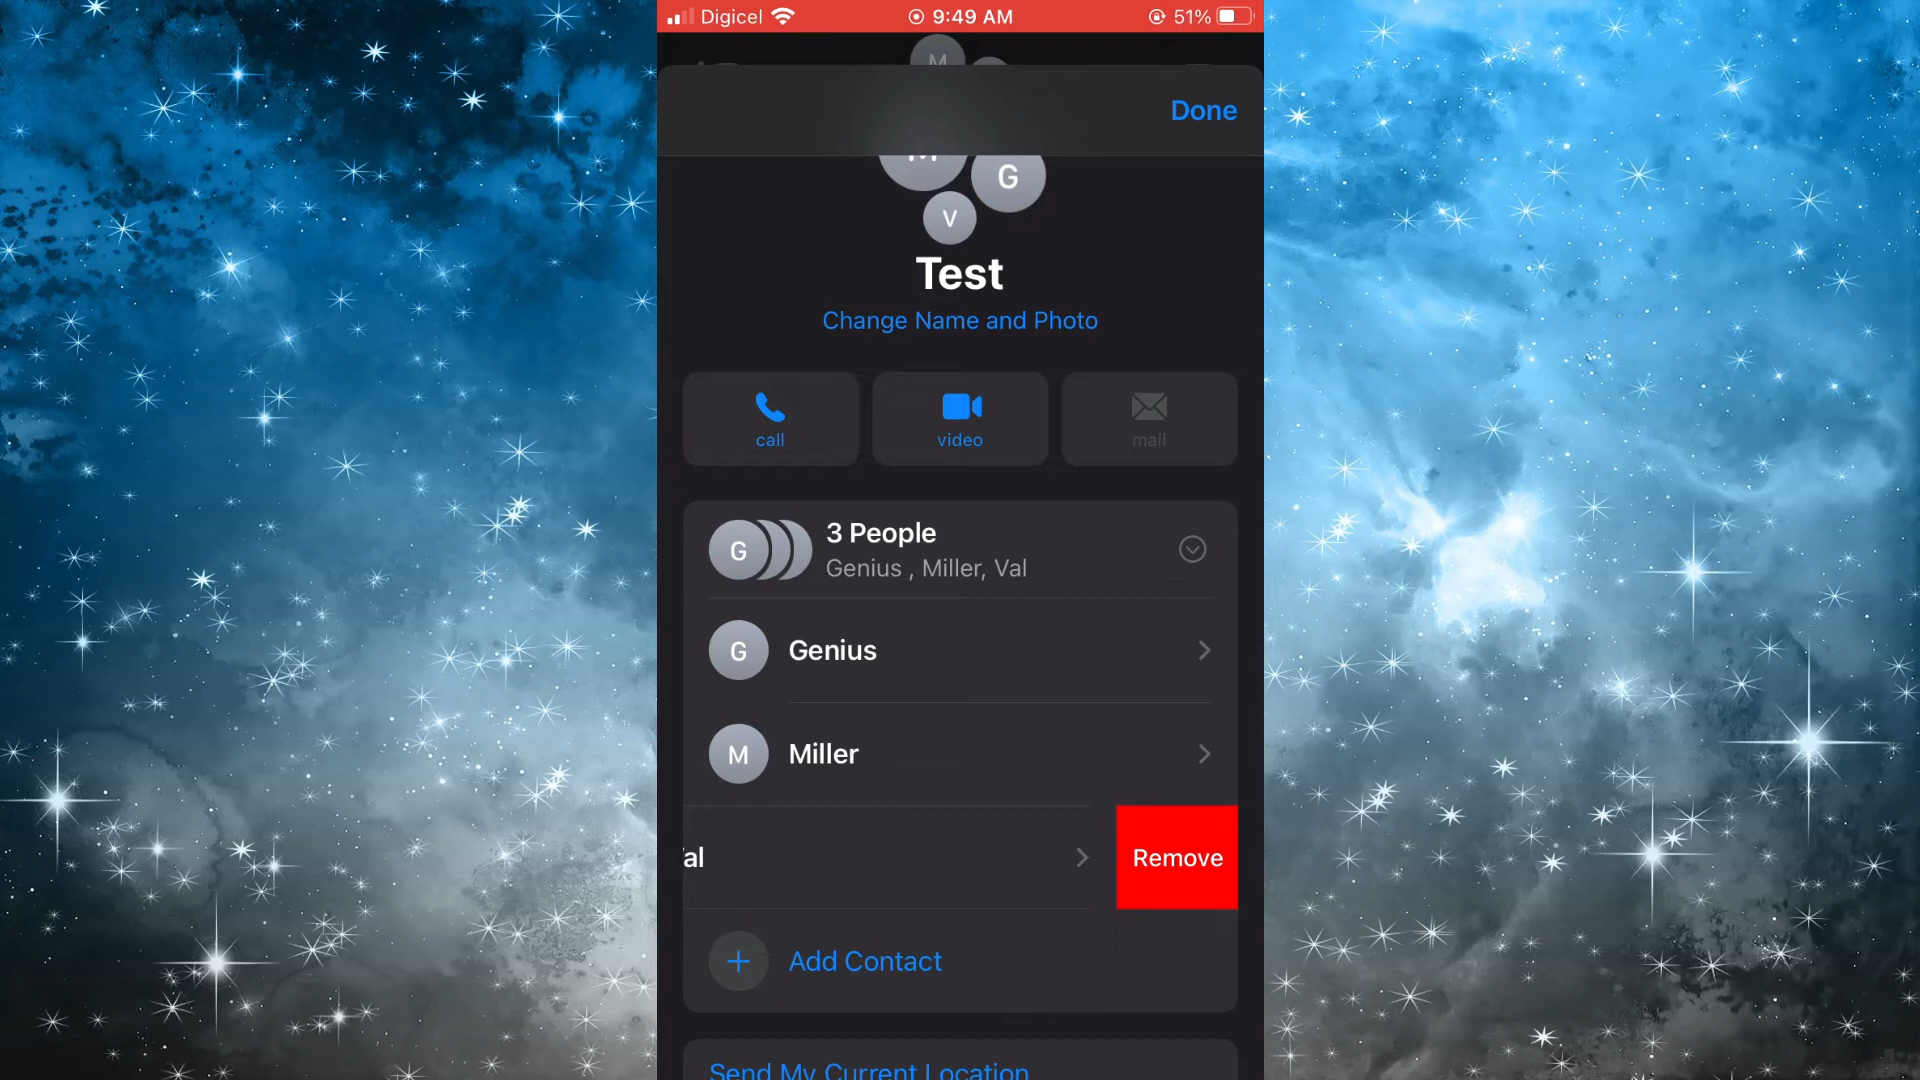 Digicel 9:49 AM 51%
M
Done
G
V
Test
Change Name and Photo
call video mail
G 3 People
Genius , Miller, Val
G Genius
M Miller
al Remove
+ Add Contact
Send My Current Location